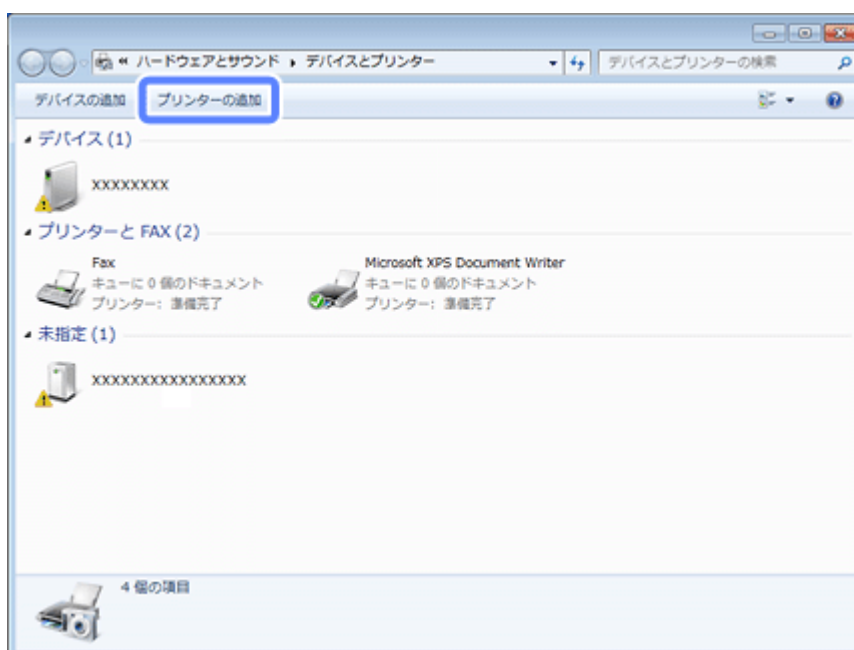 « ハードウェアとサウンド ▸ デバイスとプリンター
デバイスとプリンターの検索
デバイスの追加 プリンターの追加
デバイス (1)
XXXXXXXX
プリンターと FAX (2)
Fax
キューに 0 個のドキュメント
プリンター: 準備完了
Microsoft XPS Document Writer
キューに 0 個のドキュメント
プリンター: 準備完了
未指定 (1)
XXXXXXXXXXXXXXXX
4 個の項目